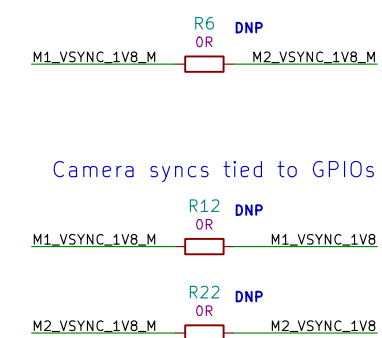 R6 DNP
0R
M1_VSYNC_1V8_M M2_VSYNC_1V8_M
Camera syncs tied to GPIOs
R12 DNP
0R
M1_VSYNC_1V8_M M1_VSYNC_1V8
R22 DNP
0R
M2_VSYNC_1V8_M M2_VSYNC_1V8